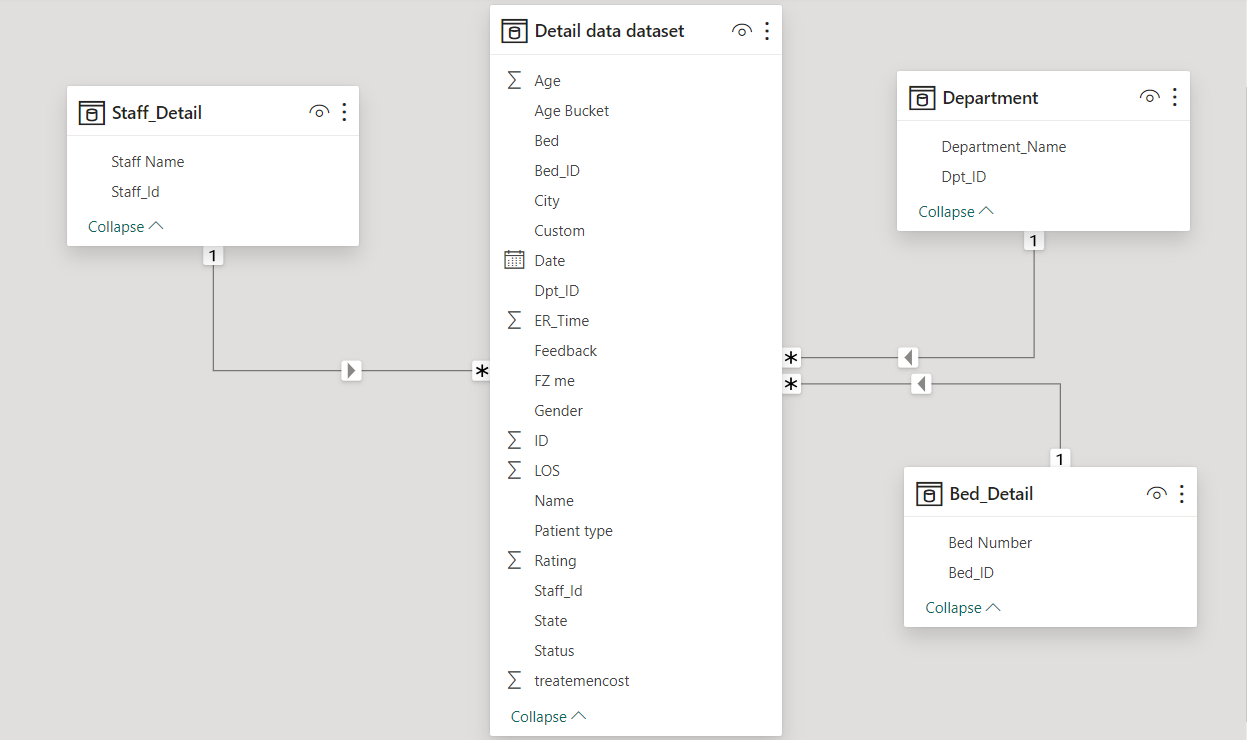 Staff_Detail
Staff Name
Staff_Id
Collapse
1
*
Detail data dataset
Age
Age Bucket
Bed
Bed_ID
City
Custom
Date
Dpt_ID
ER_Time
Feedback
FZ me
Gender
ID
LOS
Name
Patient type
Rating
Staff_Id
State
Status
treatemencost
Collapse
Department
Department_Name
Dpt_ID
Collapse
1
*
*
1
Bed_Detail
Bed Number
Bed_ID
Collapse